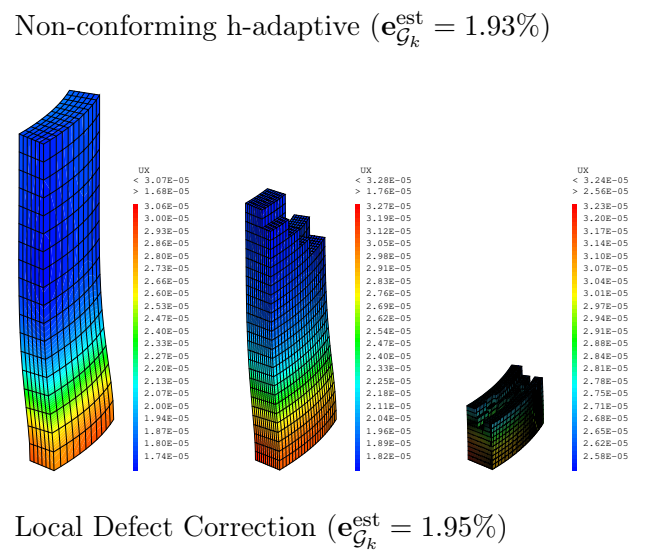 Non-conforming h-adaptive (e^est_G_k = 1.93%)
UX
< 3.07E-05
> 1.68E-05
3.06E-05
3.00E-05
2.93E-05
2.86E-05
2.80E-05
2.73E-05
2.66E-05
2.60E-05
2.53E-05
2.47E-05
2.40E-05
2.33E-05
2.27E-05
2.20E-05
2.13E-05
2.07E-05
2.00E-05
1.94E-05
1.87E-05
1.80E-05
1.74E-05
UX
< 3.28E-05
> 1.76E-05
3.27E-05
3.19E-05
3.12E-05
3.05E-05
2.98E-05
2.91E-05
2.83E-05
2.76E-05
2.69E-05
2.62E-05
2.54E-05
2.47E-05
2.40E-05
2.33E-05
2.25E-05
2.18E-05
2.11E-05
2.04E-05
1.96E-05
1.89E-05
1.82E-05
UX
< 3.24E-05
> 2.56E-05
3.23E-05
3.20E-05
3.17E-05
3.14E-05
3.10E-05
3.07E-05
3.04E-05
3.01E-05
2.97E-05
2.94E-05
2.91E-05
2.88E-05
2.84E-05
2.81E-05
2.78E-05
2.75E-05
2.71E-05
2.68E-05
2.65E-05
2.62E-05
2.58E-05
Local Defect Correction (e^est_G_k = 1.95%)